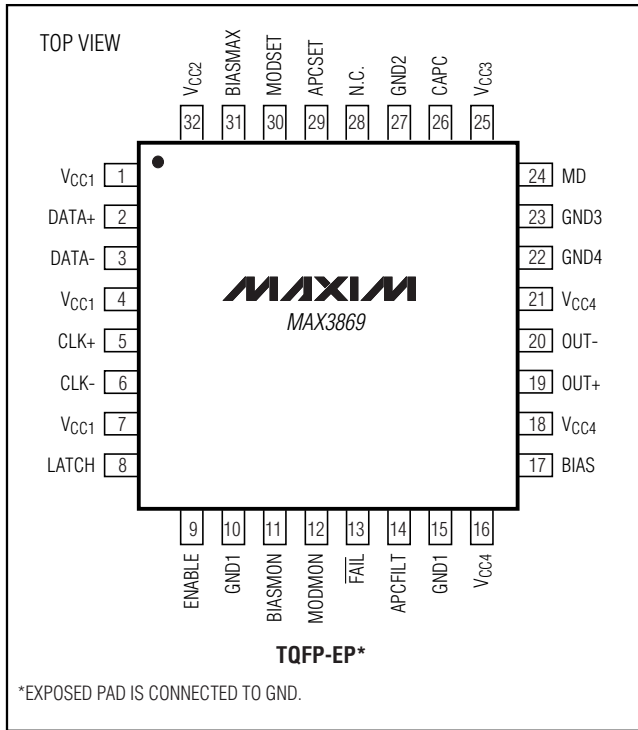 TOP VIEW
VCC2
BIASMAX
MODSET
APCSET
N.C.
GND2
CAPC
VCC3
32 31 30 29 28 27 26 25
VCC1 1
DATA+ 2
DATA- 3
VCC1 4
CLK+ 5
CLK- 6
VCC1 7
LATCH 8
MAXIM
MAX3869
24 MD
23 GND3
22 GND4
21 VCC4
20 OUT-
19 OUT+
18 VCC4
17 BIAS
9 10 11 12 13 14 15 16
ENABLE
GND1
BIASMON
MODMON
FAIL
APCFILT
GND1
VCC4
TQFP-EP*
*EXPOSED PAD IS CONNECTED TO GND.